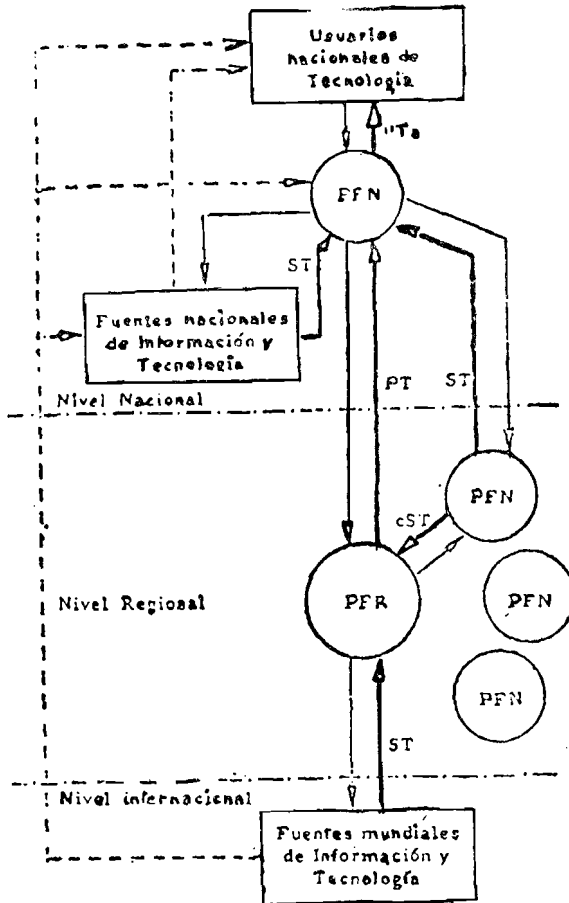 Usuarios
nacionales de
Tecnología
"Ta
PFN
ST
Fuentes nacionales
de Información y
Tecnología
PT
ST
Nivel Nacional
PFN
cST
Nivel Regional
PFR
PFN
PFN
ST
Nivel internacional
Fuentes mundiales
de Información y
Tecnología